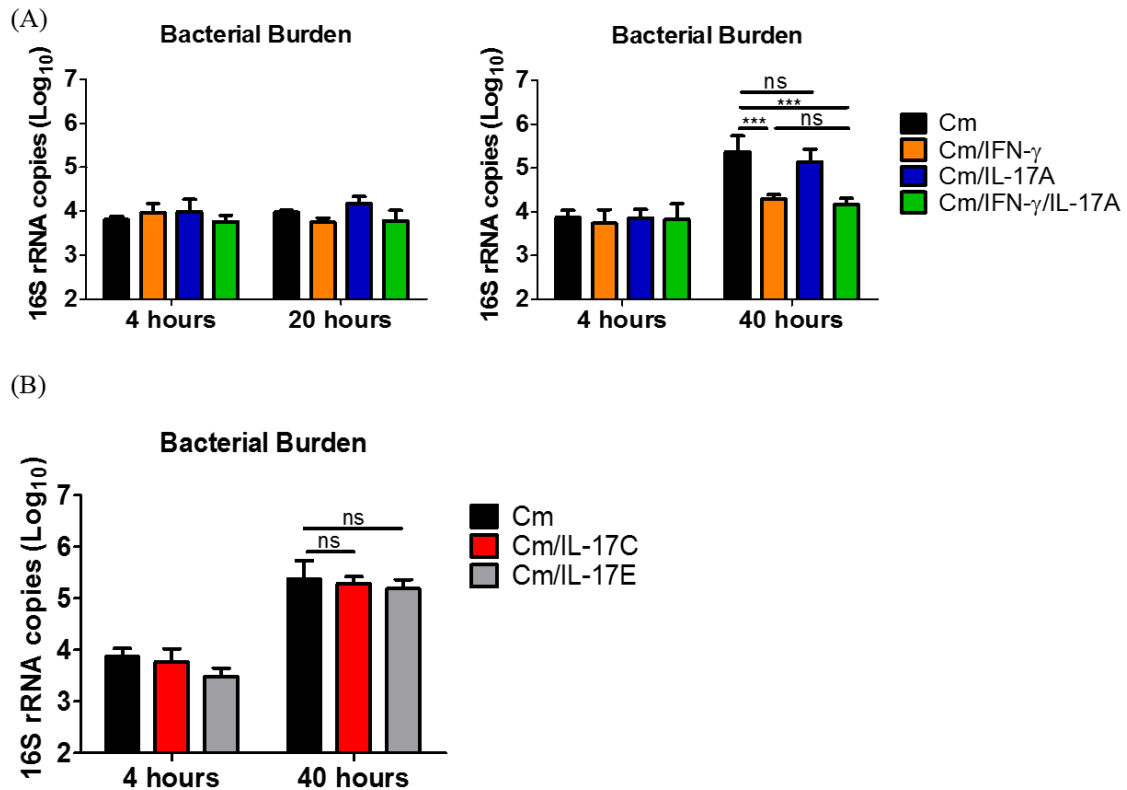 (A)
Bacterial Burden
16S rRNA copies (Log10)
7
6
5
4
3
2
4 hours 20 hours
Bacterial Burden
16S rRNA copies (Log10)
7
6
5
4
3
2
ns
***
*** ns
4 hours 40 hours
Cm
Cm/IFN-γ
Cm/IL-17A
Cm/IFN-γ/IL-17A
(B)
Bacterial Burden
16S rRNA copies (Log10)
7
6
5
4
3
2
ns
ns
4 hours 40 hours
Cm
Cm/IL-17C
Cm/IL-17E